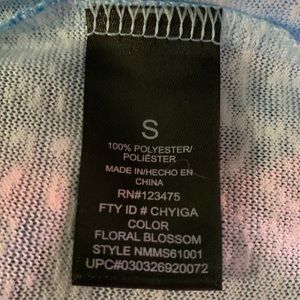 S
100% POLYESTER/
POLIÉSTER
MADE IN/HECHO EN
CHINA
RN#123475
FTY ID # CHYIGA
COLOR
FLORAL BLOSSOM
STYLE NMMS61001
UPC#030326920072